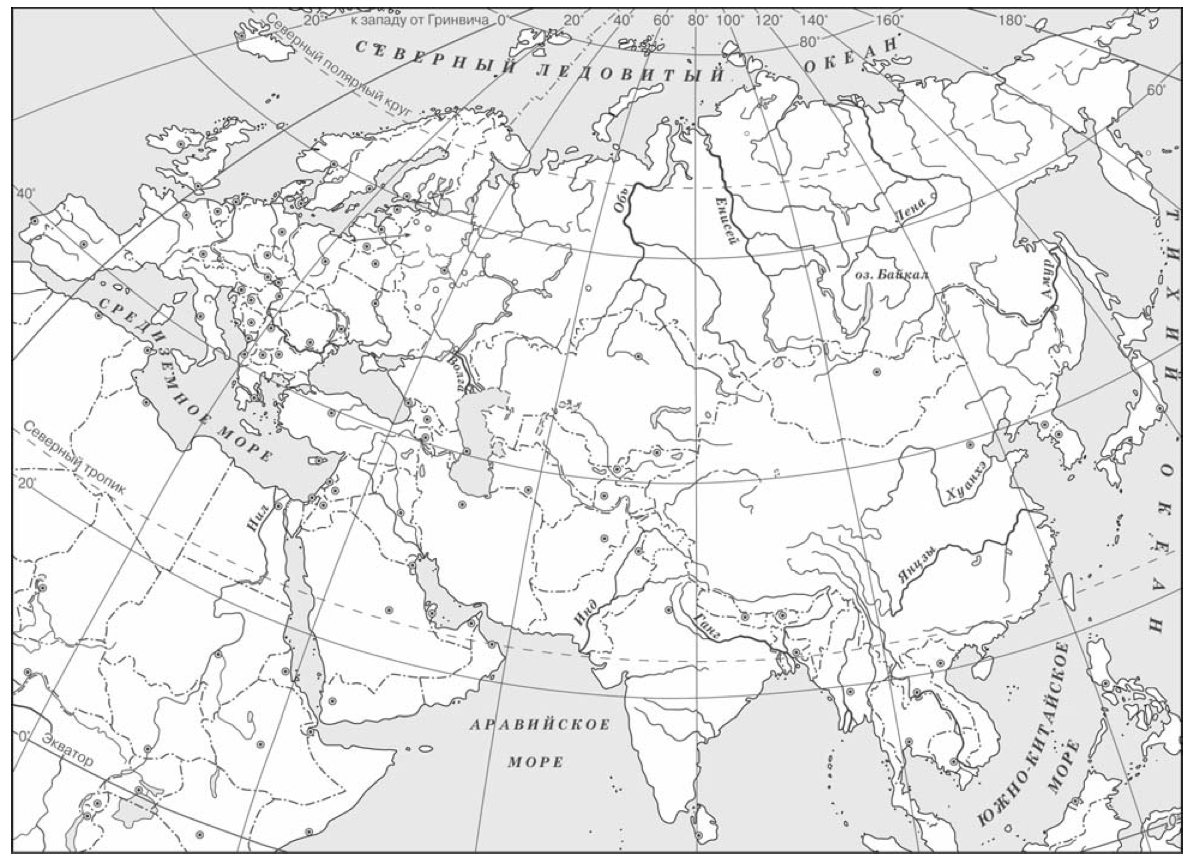 20° к западу от Гринвича 0° 20° 40° 60° 80° 100° 120° 140° 160° 180°
80°
60°
СЕВЕРНЫЙ ЛЕДОВИТЫЙ ОКЕАН
Северный полярный круг
40°
Обь
Енисей
Лена
оз. Байкал
Амур
ТИХИЙ ОКЕАН
СРЕДИЗЕМНОЕ МОРЕ
Волга
Северный тропик
20°
Нил
Хуанхэ
Янцзы
Инд
Ганг
АРАВИЙСКОЕ
МОРЕ
ЮЖНО-КИТАЙСКОЕ
МОРЕ
0°
Экватор
0°